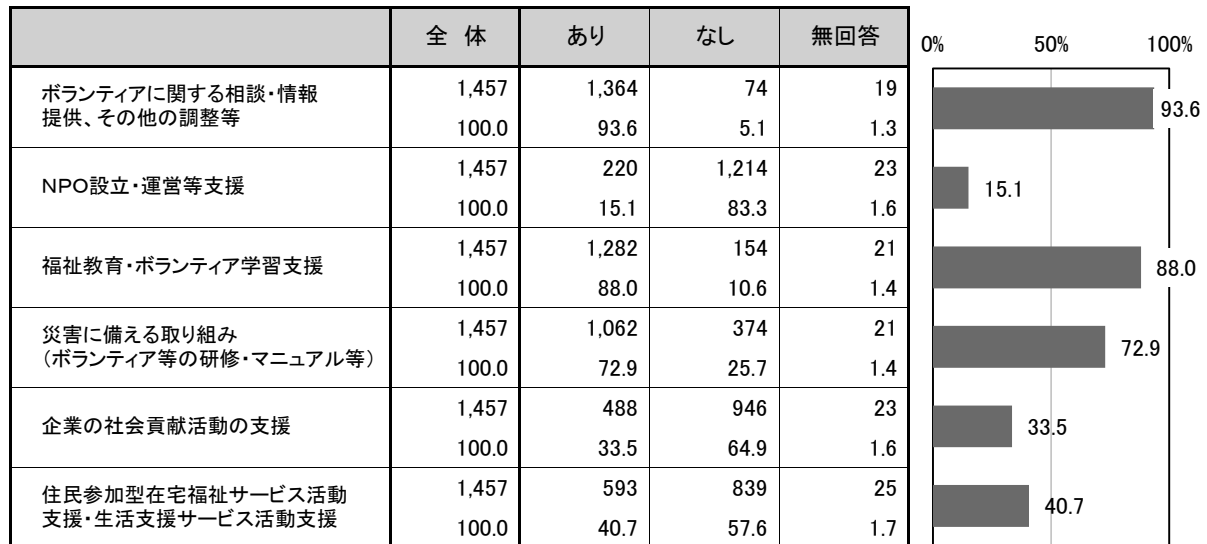 全 体 あり なし 無回答
0% 50% 100%
ボランティアに関する相談・情報
提供、その他の調整等
1,457 1,364 74 19
100.0 93.6 5.1 1.3
93.6
NPO設立・運営等支援
1,457 220 1,214 23
100.0 15.1 83.3 1.6
15.1
福祉教育・ボランティア学習支援
1,457 1,282 154 21
100.0 88.0 10.6 1.4
88.0
災害に備える取り組み
(ボランティア等の研修・マニュアル等)
1,457 1,062 374 21
100.0 72.9 25.7 1.4
72.9
企業の社会貢献活動の支援
1,457 488 946 23
100.0 33.5 64.9 1.6
33.5
住民参加型在宅福祉サービス活動
支援・生活支援サービス活動支援
1,457 593 839 25
100.0 40.7 57.6 1.7
40.7